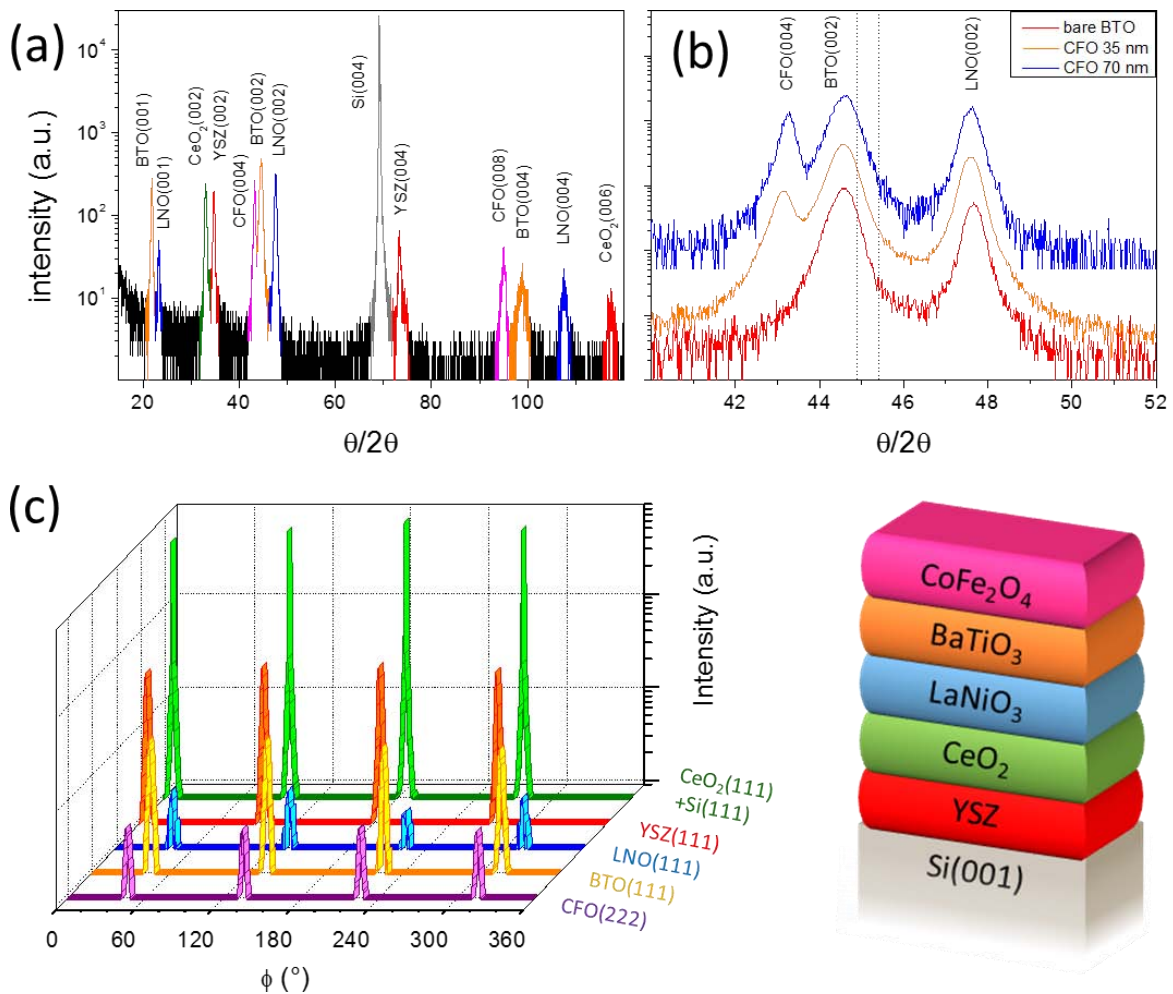 (a)
10⁴
10³
10²
10¹
intensity (a.u.)
BTO(001)
LNO(001)
CeO₂(002)
YSZ(002)
CFO(004)
BTO(002)
LNO(002)
Si(004)
YSZ(004)
CFO(008)
BTO(004)
LNO(004)
CeO₂(006)
20 40 60 80 100
θ/2θ
(b)
CFO(004)
BTO(002)
LNO(002)
bare BTO
CFO 35 nm
CFO 70 nm
42 44 46 48 50 52
θ/2θ
(c)
Intensity (a.u.)
CeO₂(111)
+Si(111)
YSZ(111)
LNO(111)
BTO(111)
CFO(222)
0 60 120 180 240 300 360
ϕ (°)
CoFe₂O₄
BaTiO₃
LaNiO₃
CeO₂
YSZ
Si(001)